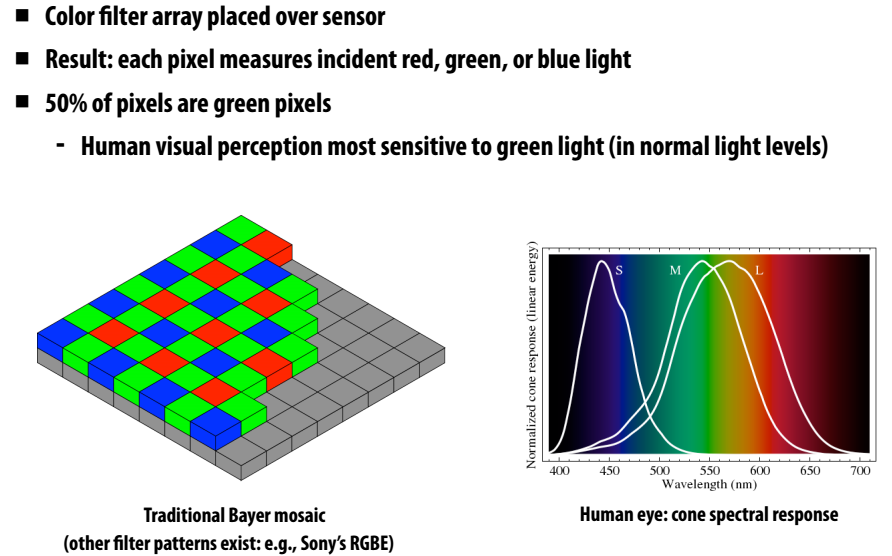 ■ Color filter array placed over sensor
■ Result: each pixel measures incident red, green, or blue light
■ 50% of pixels are green pixels
- Human visual perception most sensitive to green light (in normal light levels)
Normalized cone response (linear energy)
S M L
400 450 500 550 600 650 700
Wavelength (nm)
Traditional Bayer mosaic
(other filter patterns exist: e.g., Sony's RGBE)
Human eye: cone spectral response